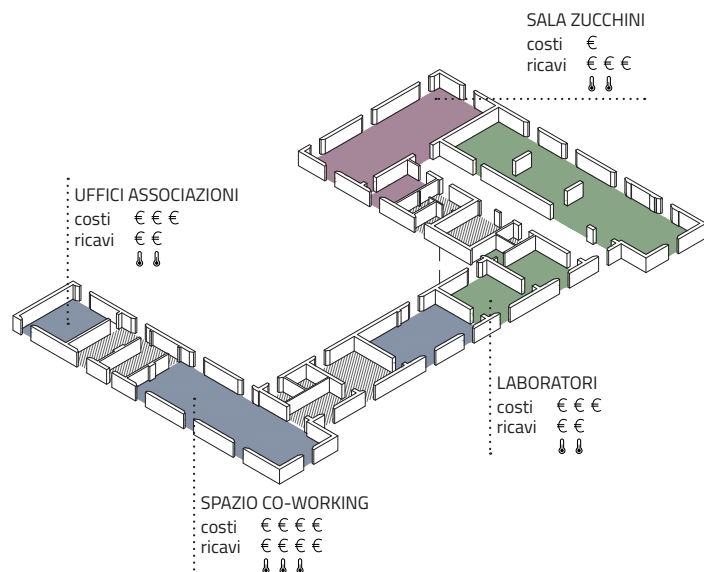 SALA ZUCCHINI
costi €
ricavi € € €
UFFICI ASSOCIAZIONI
costi € € €
ricavi € €
LABORATORI
costi € € €
ricavi € €
SPAZIO CO-WORKING
costi € € € €
ricavi € € € €